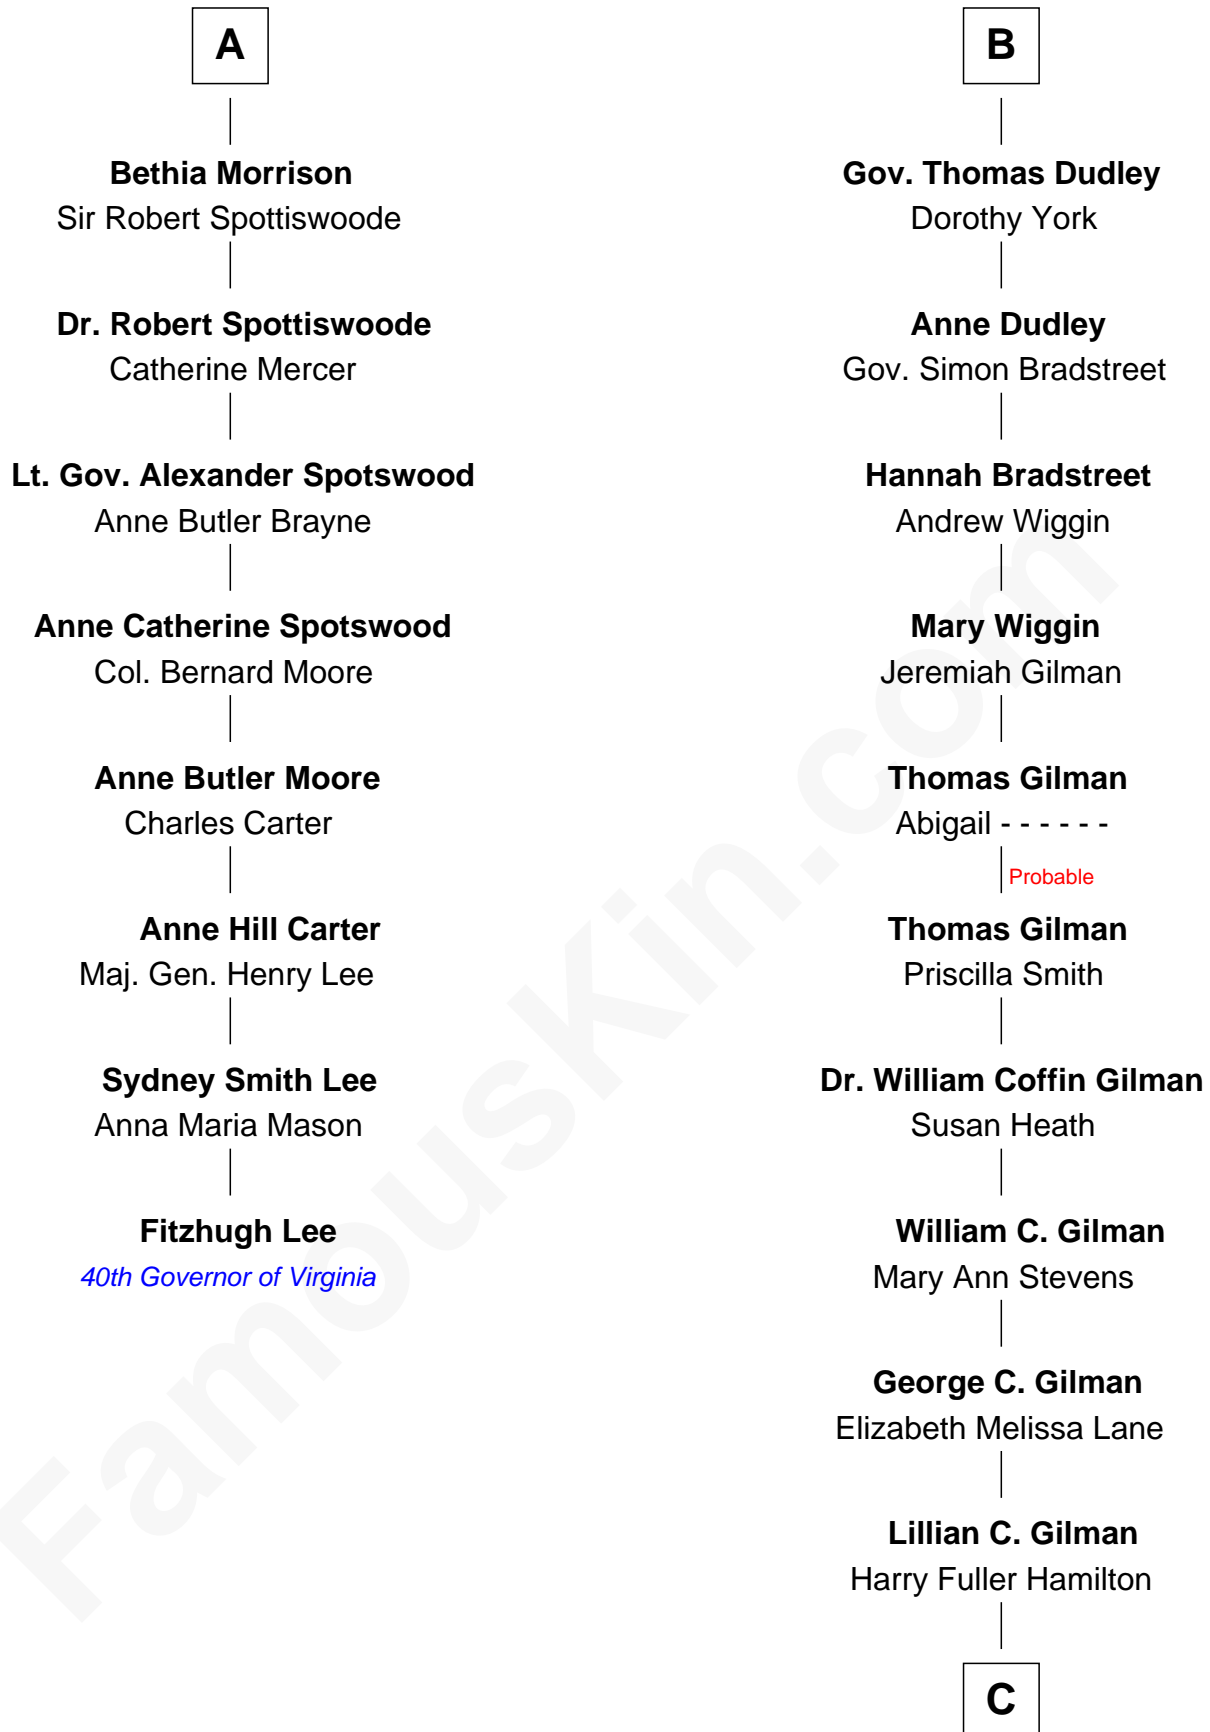 A
Bethia Morrison
Sir Robert Spottiswoode
Dr. Robert Spottiswoode
Catherine Mercer
Lt. Gov. Alexander Spotswood
Anne Butler Brayne
Anne Catherine Spotswood
Col. Bernard Moore
Anne Butler Moore
Charles Carter
Anne Hill Carter
Maj. Gen. Henry Lee
Sydney Smith Lee
Anna Maria Mason
Fitzhugh Lee
40th Governor of Virginia
B
Gov. Thomas Dudley
Dorothy York
Anne Dudley
Gov. Simon Bradstreet
Hannah Bradstreet
Andrew Wiggin
Mary Wiggin
Jeremiah Gilman
Thomas Gilman
Abigail - - - - - -
Probable
Thomas Gilman
Priscilla Smith
Dr. William Coffin Gilman
Susan Heath
William C. Gilman
Mary Ann Stevens
George C. Gilman
Elizabeth Melissa Lane
Lillian C. Gilman
Harry Fuller Hamilton
C
FamousKin.com